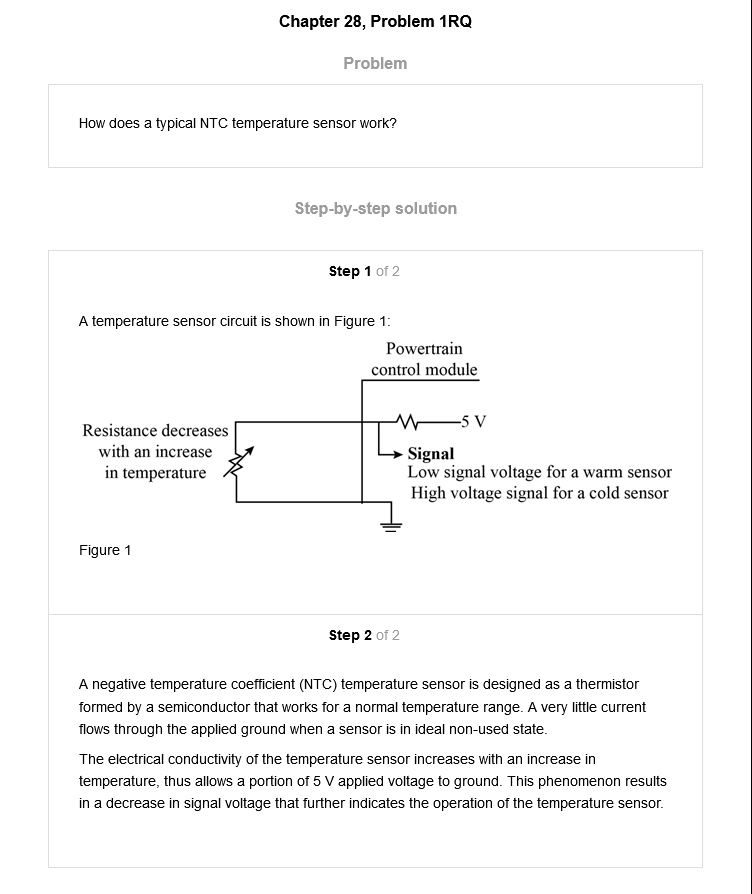 Chapter 28, Problem 1RQ
Problem
How does a typical NTC temperature sensor work?
Step-by-step solution
Step 1 of 2
A temperature sensor circuit is shown in Figure 1:
Powertrain
control module
5 V
Resistance decreases
with an increase
in temperature
Signal
Low signal voltage for a warm sensor
High voltage signal for a cold sensor
Figure 1
Step 2 of 2
A negative temperature coefficient (NTC) temperature sensor is designed as a thermistor
formed by a semiconductor that works for a normal temperature range. A very little current
flows through the applied ground when a sensor is in ideal non-used state.
The electrical conductivity of the temperature sensor increases with an increase in
temperature, thus allows a portion of 5 V applied voltage to ground. This phenomenon results
in a decrease in signal voltage that further indicates the operation of the temperature sensor.